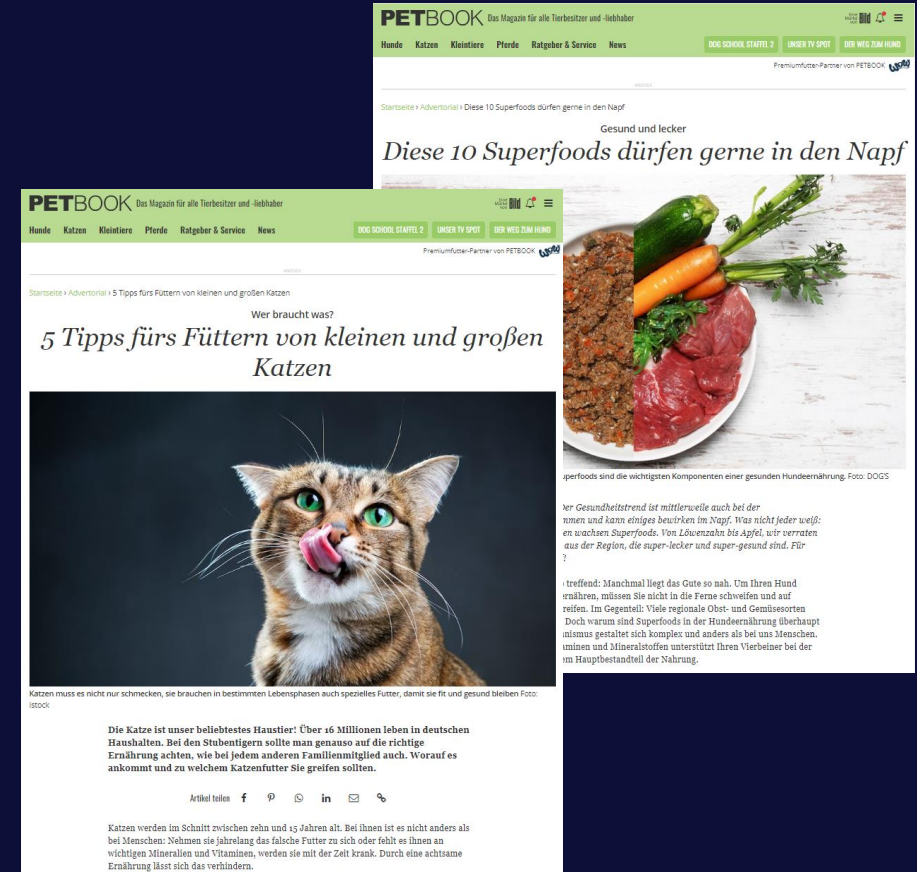 PETBOOK Das Magazin für alle Tierbesitzer und -liebhaber
Bild
Hunde Katzen Kleintiere Pferde Ratgeber & Service News
DOG SCHOOL STAFFEL 2 UNSER TV SPOT DER WEG ZUM HUND
Premiumfutter-Partner von PETBOOK Wow
ANZEIGE
Startseite › Advertorial › Diese 10 Superfoods dürfen gerne in den Napf
Gesund und lecker
Diese 10 Superfoods dürfen gerne in den Napf
uperfoods sind die wichtigsten Komponenten einer gesunden Hundeernährung. Foto: DOG'S
Der Gesundheitstrend ist mittlerweile auch bei der
mmen und kann einiges bewirken im Napf. Was nicht jeder weiß:
en wachsen Superfoods. Von Löwenzahn bis Apfel, wir verraten
aus der Region, die super-lecker und super-gesund sind. Für
?
treffend: Manchmal liegt das Gute so nah. Um Ihren Hund
ernähren, müssen Sie nicht in die Ferne schweifen und auf
reifen. Im Gegenteil: Viele regionale Obst- und Gemüsesorten
Doch warum sind Superfoods in der Hundeernährung überhaupt
nismus gestaltet sich komplex und anders als bei uns Menschen.
aminen und Mineralstoffen unterstützt Ihren Vierbeiner bei der
em Hauptbestandteil der Nahrung.
PETBOOK Das Magazin für alle Tierbesitzer und -liebhaber
Bild
Hunde Katzen Kleintiere Pferde Ratgeber & Service News
DOG SCHOOL STAFFEL 2 UNSER TV SPOT DER WEG ZUM HUND
Premiumfutter-Partner von PETBOOK Wow
ANZEIGE
Startseite › Advertorial › 5 Tipps fürs Füttern von kleinen und großen Katzen
Wer braucht was?
5 Tipps fürs Füttern von kleinen und großen
Katzen
Katzen muss es nicht nur schmecken, sie brauchen in bestimmten Lebensphasen auch spezielles Futter, damit sie fit und gesund bleiben Foto:
istock
Die Katze ist unser beliebtestes Haustier! Über 16 Millionen leben in deutschen
Haushalten. Bei den Stubentigern sollte man genauso auf die richtige
Ernährung achten, wie bei jedem anderen Familienmitglied auch. Worauf es
ankommt und zu welchem Katzenfutter Sie greifen sollten.
Artikel teilen
Katzen werden im Schnitt zwischen zehn und 15 Jahren alt. Bei ihnen ist es nicht anders als
bei Menschen: Nehmen sie jahrelang das falsche Futter zu sich oder fehlt es ihnen an
wichtigen Mineralien und Vitaminen, werden sie mit der Zeit krank. Durch eine achtsame
Ernährung lässt sich das verhindern.